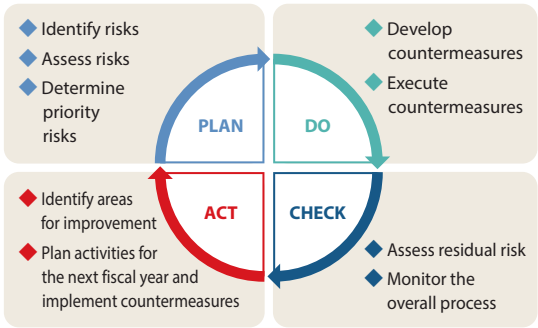 Identify risks
Assess risks
Determine
priority
risks
PLAN
Develop
countermeasures
Execute
countermeasures
DO
Identify areas
for improvement
Plan activities for
the next fiscal year and
implement countermeasures
ACT
CHECK
Assess residual risk
Monitor the
overall process